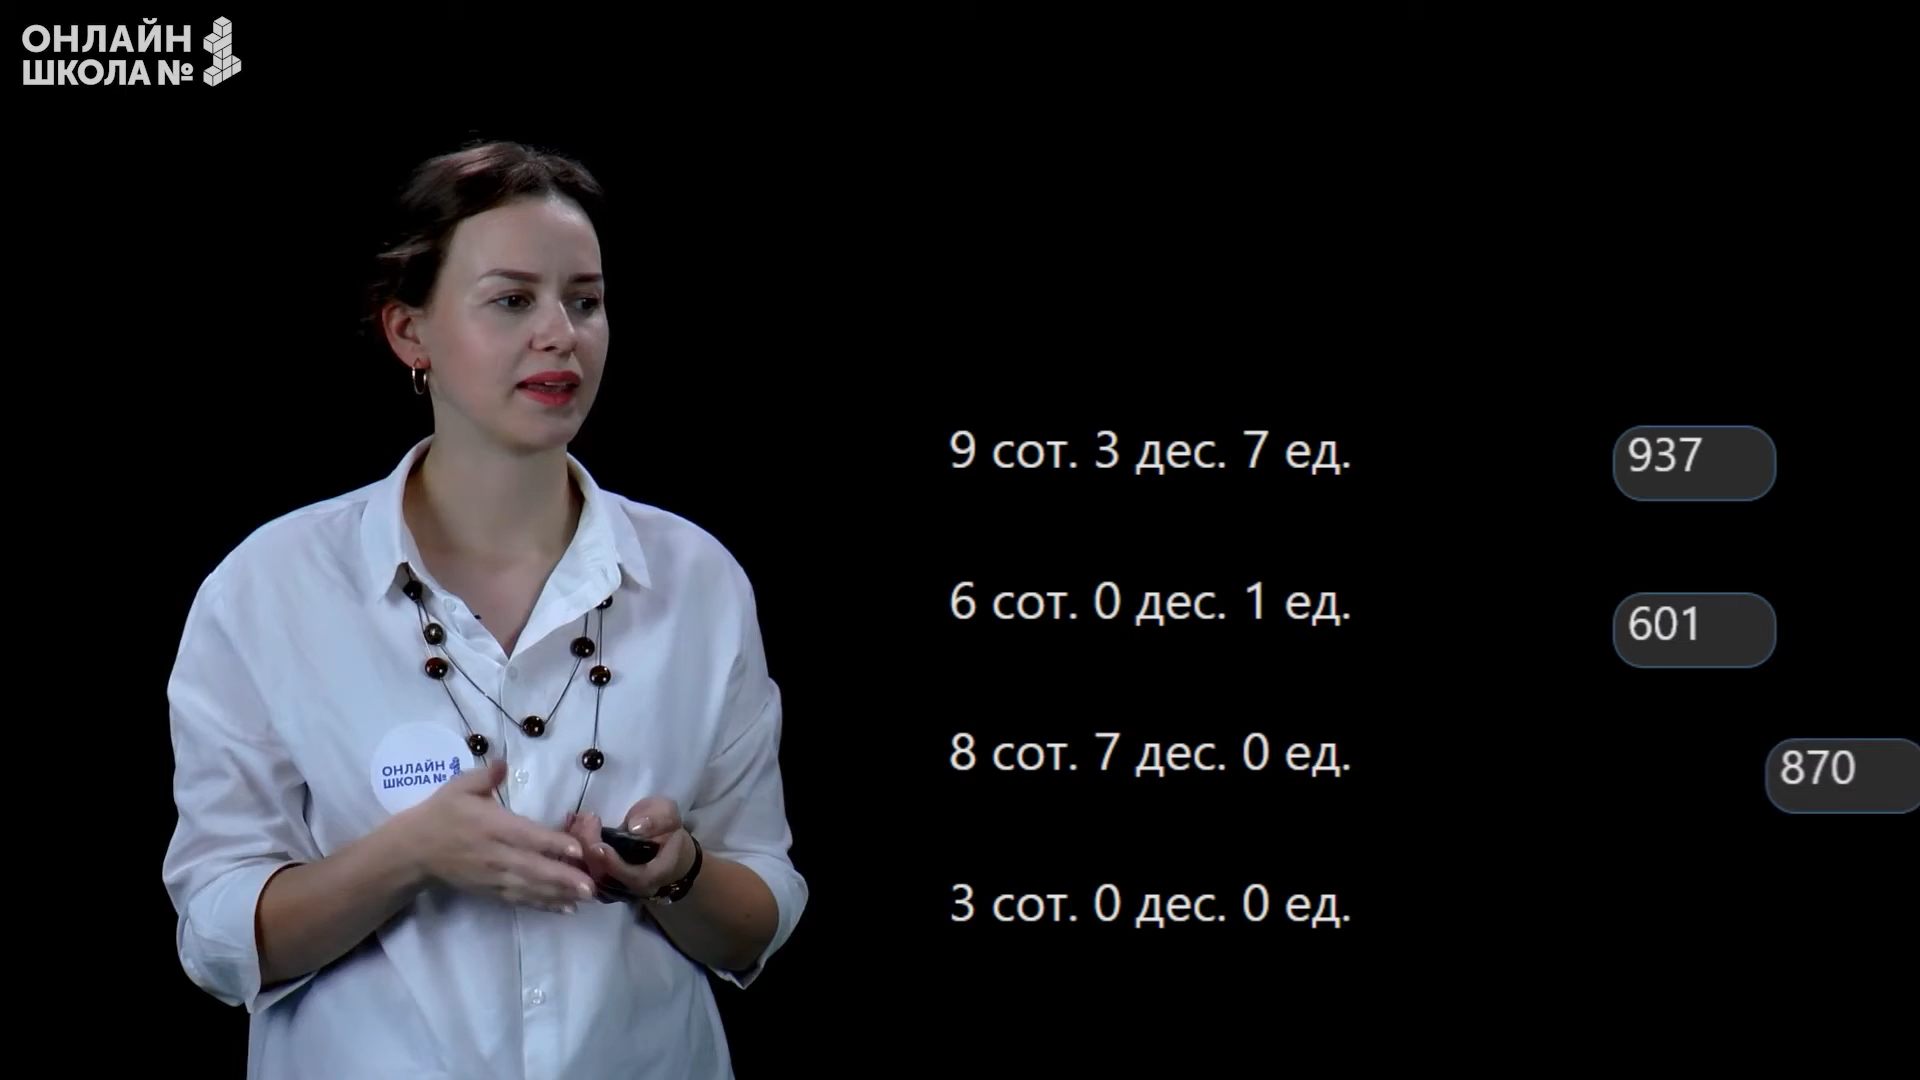 ОНЛАЙН
ШКОЛА №
9 сот. 3 дес. 7 ед.
937
6 сот. 0 дес. 1 ед.
601
8 сот. 7 дес. 0 ед.
870
3 сот. 0 дес. 0 ед.
ОНЛАЙН
ШКОЛА №